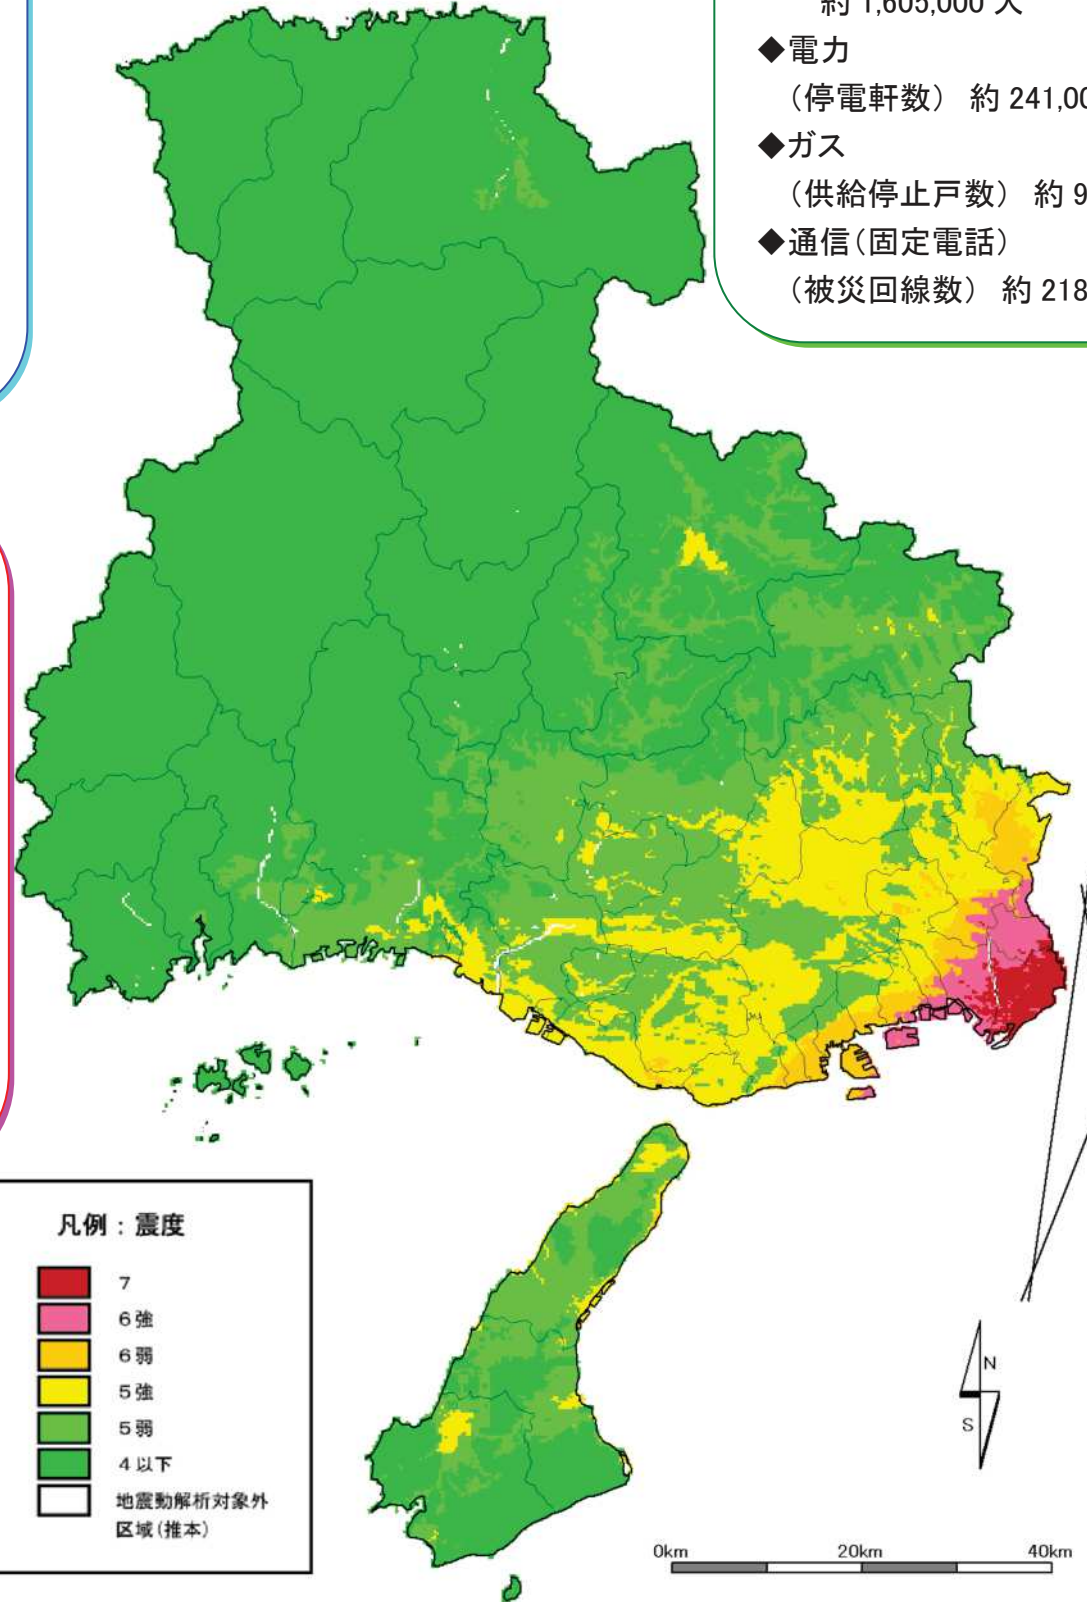 約 1,605,000 人
◆電力
（停電軒数） 約 241,00
◆ガス
（供給停止戸数） 約 9
◆通信（固定電話）
（被災回線数） 約 218
凡例：震度
7
6強
6弱
5強
5弱
4以下
地震動解析対象外
区域（推本）
N
S
0km 20km 40km